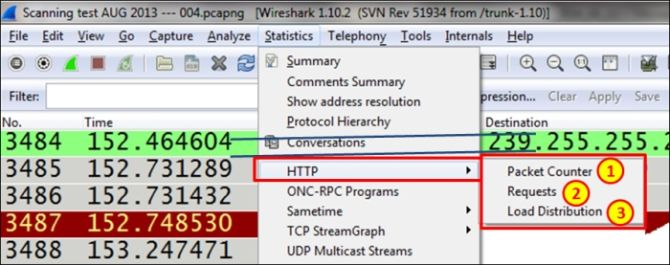 Scanning test AUG 2013 --- 004.pcapng [Wireshark 1.10.2 (SVN Rev 51934 from /trunk-1.10)]
File Edit View Go Capture Analyze Statistics Telephony Tools Internals Help
Summary
Filter:
Comments Summary
pression... Clear Apply Save
Show address resolution
No. Time
Protocol Hierarchy
Destination
3484 152.464604
Conversations
239.255.255.2
3485 152.731289
HTTP
Packet Counter 1
3486 152.731432
ONC-RPC Programs
Requests 2
3487 152.748530
Sametime
Load Distribution 3
TCP StreamGraph
3488 153.247471
UDP Multicast Streams